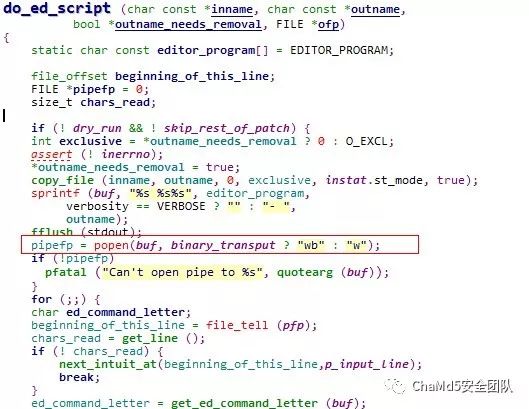 do_ed_script (char const *inname, char const *outname,
bool *outname_needs_removal, FILE *ofp)
{
static char const editor_program[] = EDITOR_PROGRAM;
file_offset beginning_of_this_line;
FILE *pipefp = 0;
size_t chars_read;
if (! dry_run && ! skip_rest_of_patch) {
int exclusive = *outname_needs_removal ? 0 : O_EXCL;
assert (! inerrno);
*outname_needs_removal = true;
copy_file (inname, outname, 0, exclusive, instat.st_mode, true);
sprintf (buf, "%s %s%s", editor_program,
verbosity == VERBOSE ? "" : "- ",
outname);
fflush (stdout);
pipefp = popen(buf, binary_transput ? "wb" : "w");
if (!pipefp)
pfatal ("Can't open pipe to %s", quotearg (buf));
}
for (;;) {
char ed_command_letter;
beginning_of_this_line = file_tell (pfp);
chars_read = get_line ();
if (! chars_read) {
next_intuit_at(beginning_of_this_line,p_input_line);
break;
}
ed_command_letter = get_ed_command_letter (buf);
ChaMd5安全团队